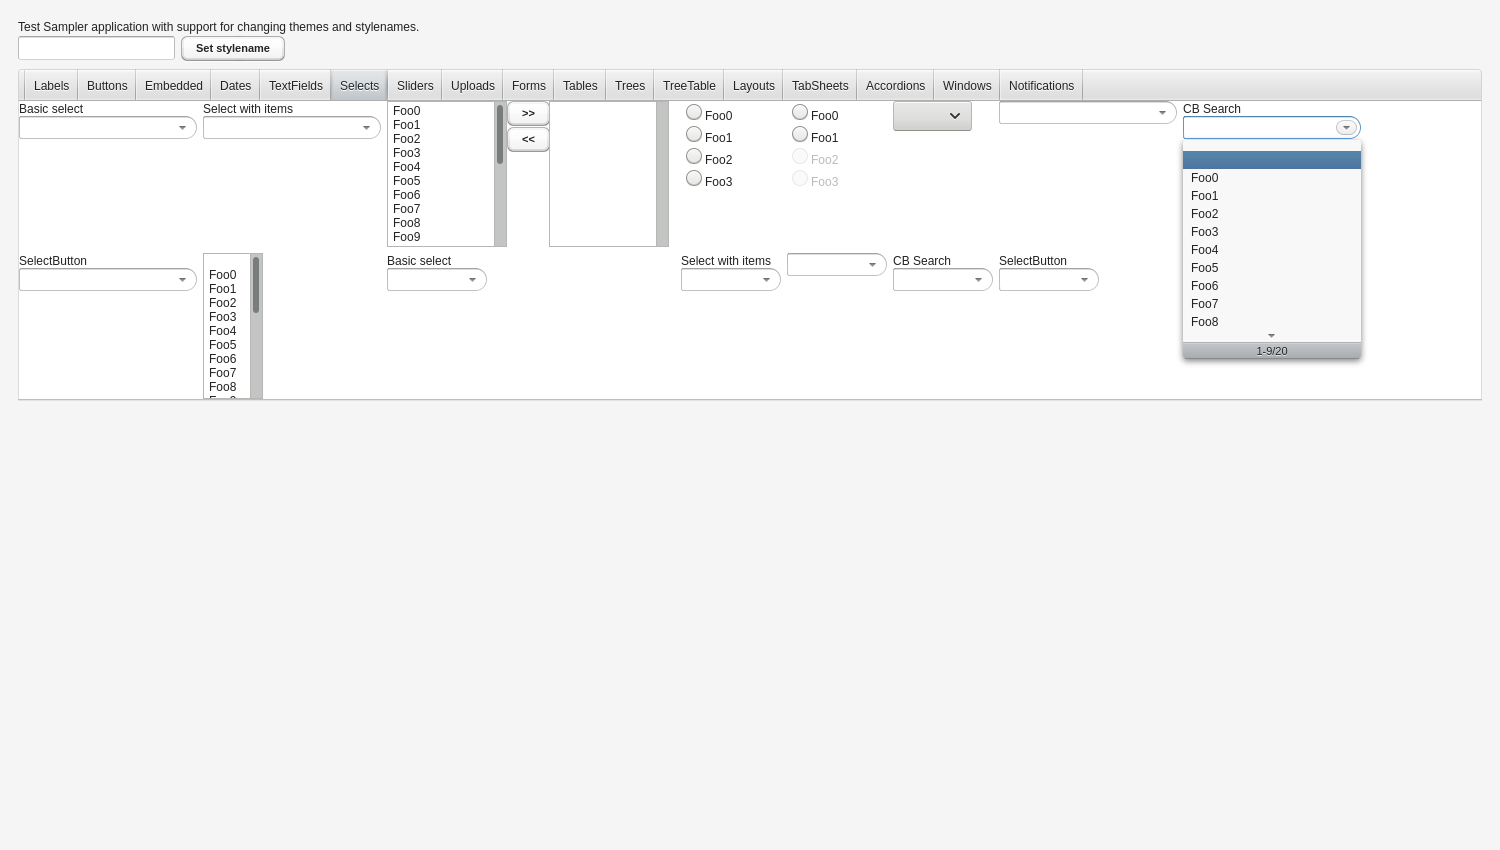 Test Sampler application with support for changing themes and stylenames.
Set stylename
Labels Buttons Embedded Dates TextFields Selects Sliders Uploads Forms Tables Trees TreeTable Layouts TabSheets Accordions Windows Notifications
Basic select
Select with items
Foo0
Foo1
Foo2
Foo3
Foo4
Foo5
Foo6
Foo7
Foo8
Foo9
>>
<<
Foo0
Foo1
Foo2
Foo3
Foo0
Foo1
Foo2
Foo3
CB Search
Foo0
Foo1
Foo2
Foo3
Foo4
Foo5
Foo6
Foo7
Foo8
1-9/20
SelectButton
Foo0
Foo1
Foo2
Foo3
Foo4
Foo5
Foo6
Foo7
Foo8
Basic select
Select with items
CB Search
SelectButton